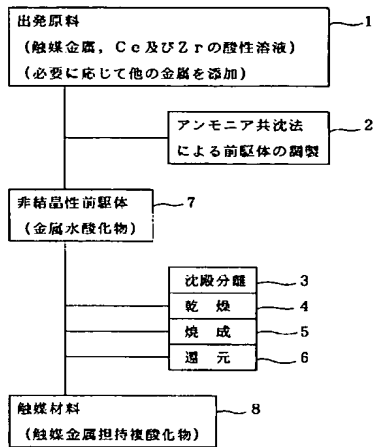 出発原料
(触媒金属,Ce及びZrの酸性溶液)
(必要に応じて他の金属を添加)
1
アンモニア共沈法
による前駆体の調製
2
非結晶性前駆体
(金属水酸化物)
7
沈殿分離
3
乾燥
4
焼成
5
還元
6
触媒材料
(触媒金属担持複酸化物)
8